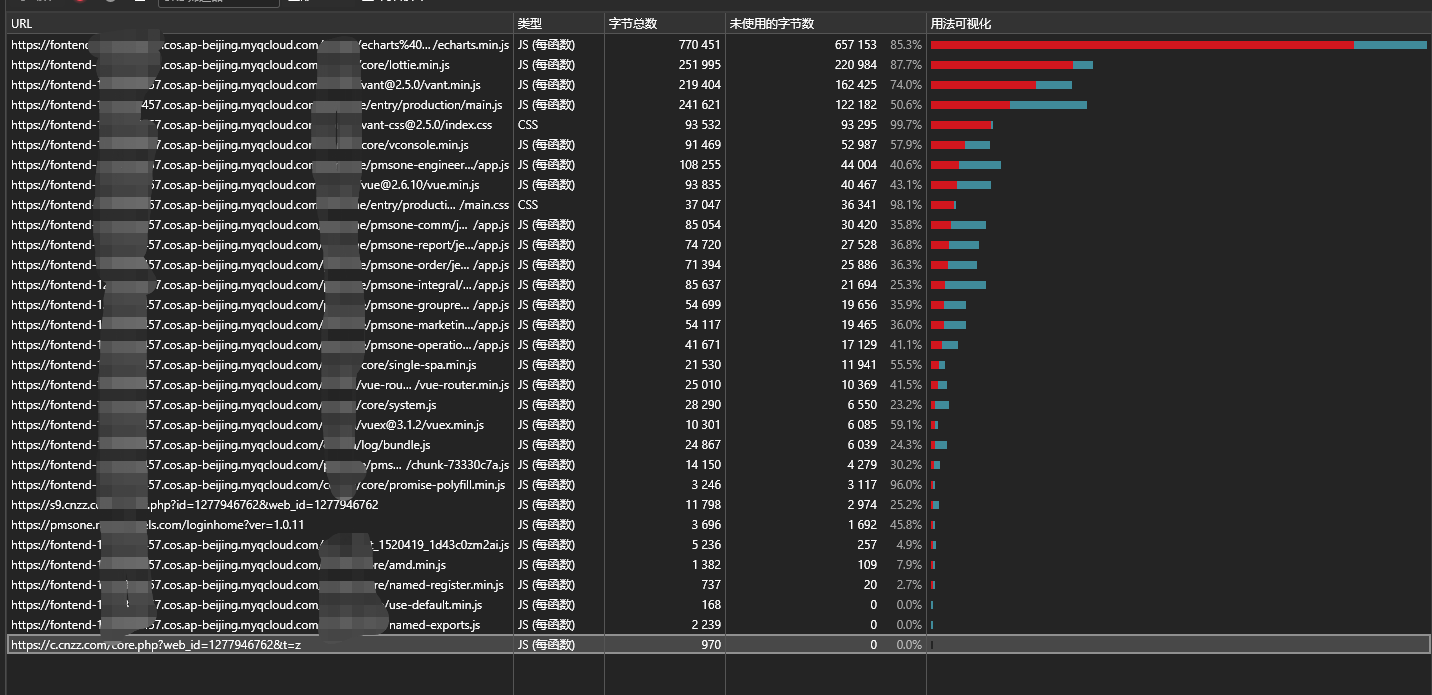 URL 类型 字节总数 未使用的字节数 用法可视化
https://fontend- .cos.ap-beijing.myqcloud.com/ /echarts%40… /echarts.min.js JS (每函数) 770 451 657 153 85.3%
https://fontend- .cos.ap-beijing.myqcloud.com /core/lottie.min.js JS (每函数) 251 995 220 984 87.7%
https://fontend-1 57.cos.ap-beijing.myqcloud.com vant@2.5.0/vant.min.js JS (每函数) 219 404 162 425 74.0%
https://fontend-1 457.cos.ap-beijing.myqcloud.com e/entry/production/main.js JS (每函数) 241 621 122 182 50.6%
https://fontend-1 57.cos.ap-beijing.myqcloud.cor vant-css@2.5.0/index.css CSS 93 532 93 295 99.7%
https://fontend- 57.cos.ap-beijing.myqcloud.cor core/vconsole.min.js JS (每函数) 91 469 52 987 57.9%
https://fontend- 57.cos.ap-beijing.myqcloud.com e/pmsone-engineer… /app.js JS (每函数) 108 255 44 004 40.6%
https://fontend- 57.cos.ap-beijing.myqcloud.com /vue@2.6.10/vue.min.js JS (每函数) 93 835 40 467 43.1%
https://fontend- 57.cos.ap-beijing.myqcloud.com e/entry/producti… /main.css CSS 37 047 36 341 98.1%
https://fontend- 57.cos.ap-beijing.myqcloud.com/ e/pmsone-comm/j… /app.js JS (每函数) 85 054 30 420 35.8%
https://fontend- 57.cos.ap-beijing.myqcloud.com/ e/pmsone-report/je… /app.js JS (每函数) 74 720 27 528 36.8%
https://fontend- 457.cos.ap-beijing.myqcloud.com/ e/pmsone-order/je… /app.js JS (每函数) 71 394 25 886 36.3%
https://fontend-12 457.cos.ap-beijing.myqcloud.com/p e/pmsone-integral/… /app.js JS (每函数) 85 637 21 694 25.3%
https://fontend-1 457.cos.ap-beijing.myqcloud.com/ e/pmsone-groupre… /app.js JS (每函数) 54 699 19 656 35.9%
https://fontend-1 457.cos.ap-beijing.myqcloud.com/ e/pmsone-marketin… /app.js JS (每函数) 54 117 19 465 36.0%
https://fontend-1 457.cos.ap-beijing.myqcloud.com/ e/pmsone-operatio… /app.js JS (每函数) 41 671 17 129 41.1%
https://fontend-1 457.cos.ap-beijing.myqcloud.com/ core/single-spa.min.js JS (每函数) 21 530 11 941 55.5%
https://fontend-1 457.cos.ap-beijing.myqcloud.com/ /vue-rou… /vue-router.min.js JS (每函数) 25 010 10 369 41.5%
https://fontend-1 457.cos.ap-beijing.myqcloud.com/ /core/system.js JS (每函数) 28 290 6 550 23.2%
https://fontend-1 457.cos.ap-beijing.myqcloud.com/ /vuex@3.1.2/vuex.min.js JS (每函数) 10 301 6 085 59.1%
https://fontend-1 457.cos.ap-beijing.myqcloud.com/ /log/bundle.js JS (每函数) 24 867 6 039 24.3%
https://fontend- 457.cos.ap-beijing.myqcloud.com/p e/pms… /chunk-73330c7a.js JS (每函数) 14 150 4 279 30.2%
https://fontend- 457.cos.ap-beijing.myqcloud.com/c /core/promise-polyfill.min.js JS (每函数) 3 246 3 117 96.0%
https://s9.cnzz.c .php?id=1277946762&web_id=1277946762 JS (每函数) 11 798 2 974 25.2%
https://pmsone. els.com/loginhome?ver=1.0.11 JS (每函数) 3 696 1 692 45.8%
https://fontend-1 57.cos.ap-beijing.myqcloud.com/ t_1520419_1d43c0zm2ai.js JS (每函数) 5 236 257 4.9%
https://fontend-1 57.cos.ap-beijing.myqcloud.com/ re/amd.min.js JS (每函数) 1 382 109 7.9%
https://fontend-1 57.cos.ap-beijing.myqcloud.com/ re/named-register.min.js JS (每函数) 737 20 2.7%
https://fontend-1 7.cos.ap-beijing.myqcloud.com/ /use-default.min.js JS (每函数) 168 0 0.0%
https://fontend-1 57.cos.ap-beijing.myqcloud.com/ named-exports.js JS (每函数) 2 239 0 0.0%
https://c.cnzz.com/core.php?web_id=1277946762&t=z JS (每函数) 970 0 0.0%